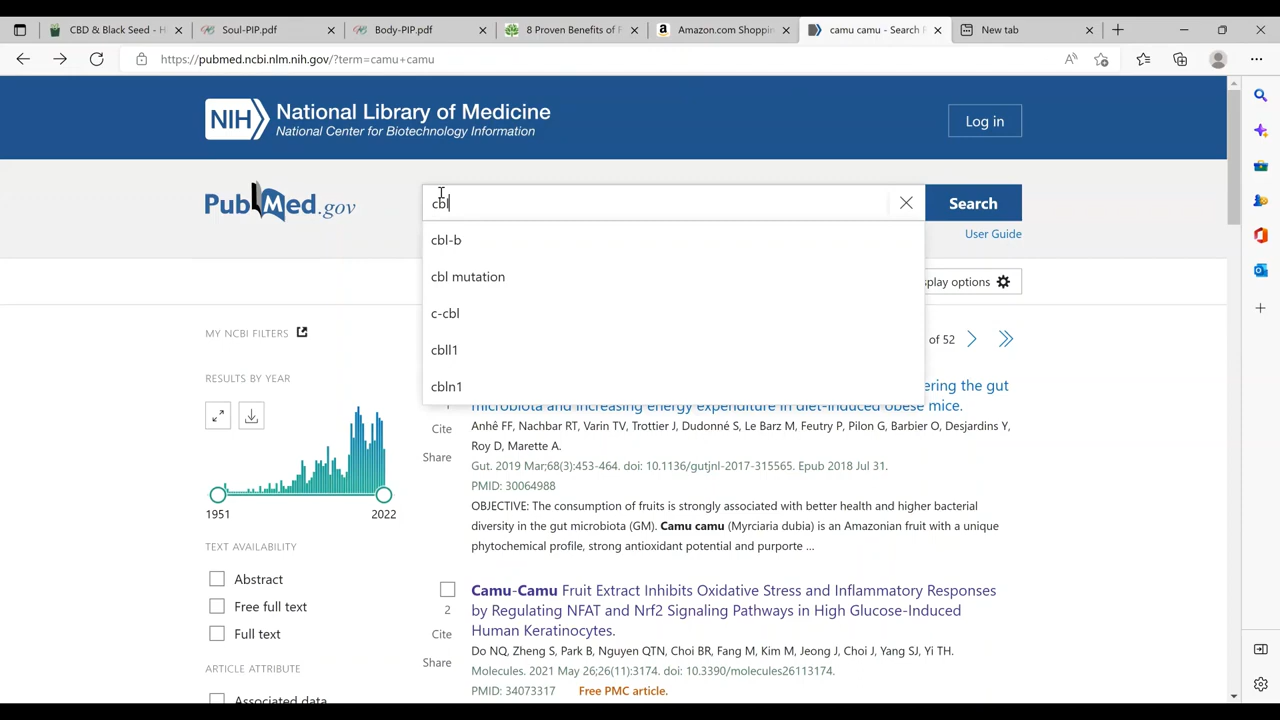 CBD & Black Seed - H
Soul-PIP.pdf
Body-PIP.pdf
8 Proven Benefits of F
Amazon.com Shoppin
camu camu - Search R
New tab
https://pubmed.ncbi.nlm.nih.gov/?term=camu+camu
NIH National Library of Medicine
National Center for Biotechnology Information
Log in
PubMed.gov
cbl
Search
User Guide
cbl-b
cbl mutation
c-cbl
cbll1
cbln1
splay options
MY NCBI FILTERS
of 52
RESULTS BY YEAR
ering the gut
microbiota and increasing energy expenditure in diet-induced obese mice.
1
Cite
Share
Anhê FF, Nachbar RT, Varin TV, Trottier J, Dudonné S, Le Barz M, Feutry P, Pilon G, Barbier O, Desjardins Y,
Roy D, Marette A.
Gut. 2019 Mar;68(3):453-464. doi: 10.1136/gutjnl-2017-315565. Epub 2018 Jul 31.
PMID: 30064988
OBJECTIVE: The consumption of fruits is strongly associated with better health and higher bacterial
diversity in the gut microbiota (GM). Camu camu (Myrciaria dubia) is an Amazonian fruit with a unique
phytochemical profile, strong antioxidant potential and purporte ...
1951
2022
TEXT AVAILABILITY
Abstract
Free full text
Full text
ARTICLE ATTRIBUTE
Associated data
2
Cite
Share
Camu-Camu Fruit Extract Inhibits Oxidative Stress and Inflammatory Responses
by Regulating NFAT and Nrf2 Signaling Pathways in High Glucose-Induced
Human Keratinocytes.
Do NQ, Zheng S, Park B, Nguyen QTN, Choi BR, Fang M, Kim M, Jeong J, Choi J, Yang SJ, Yi TH.
Molecules. 2021 May 26;26(11):3174. doi: 10.3390/molecules26113174.
PMID: 34073317 Free PMC article.